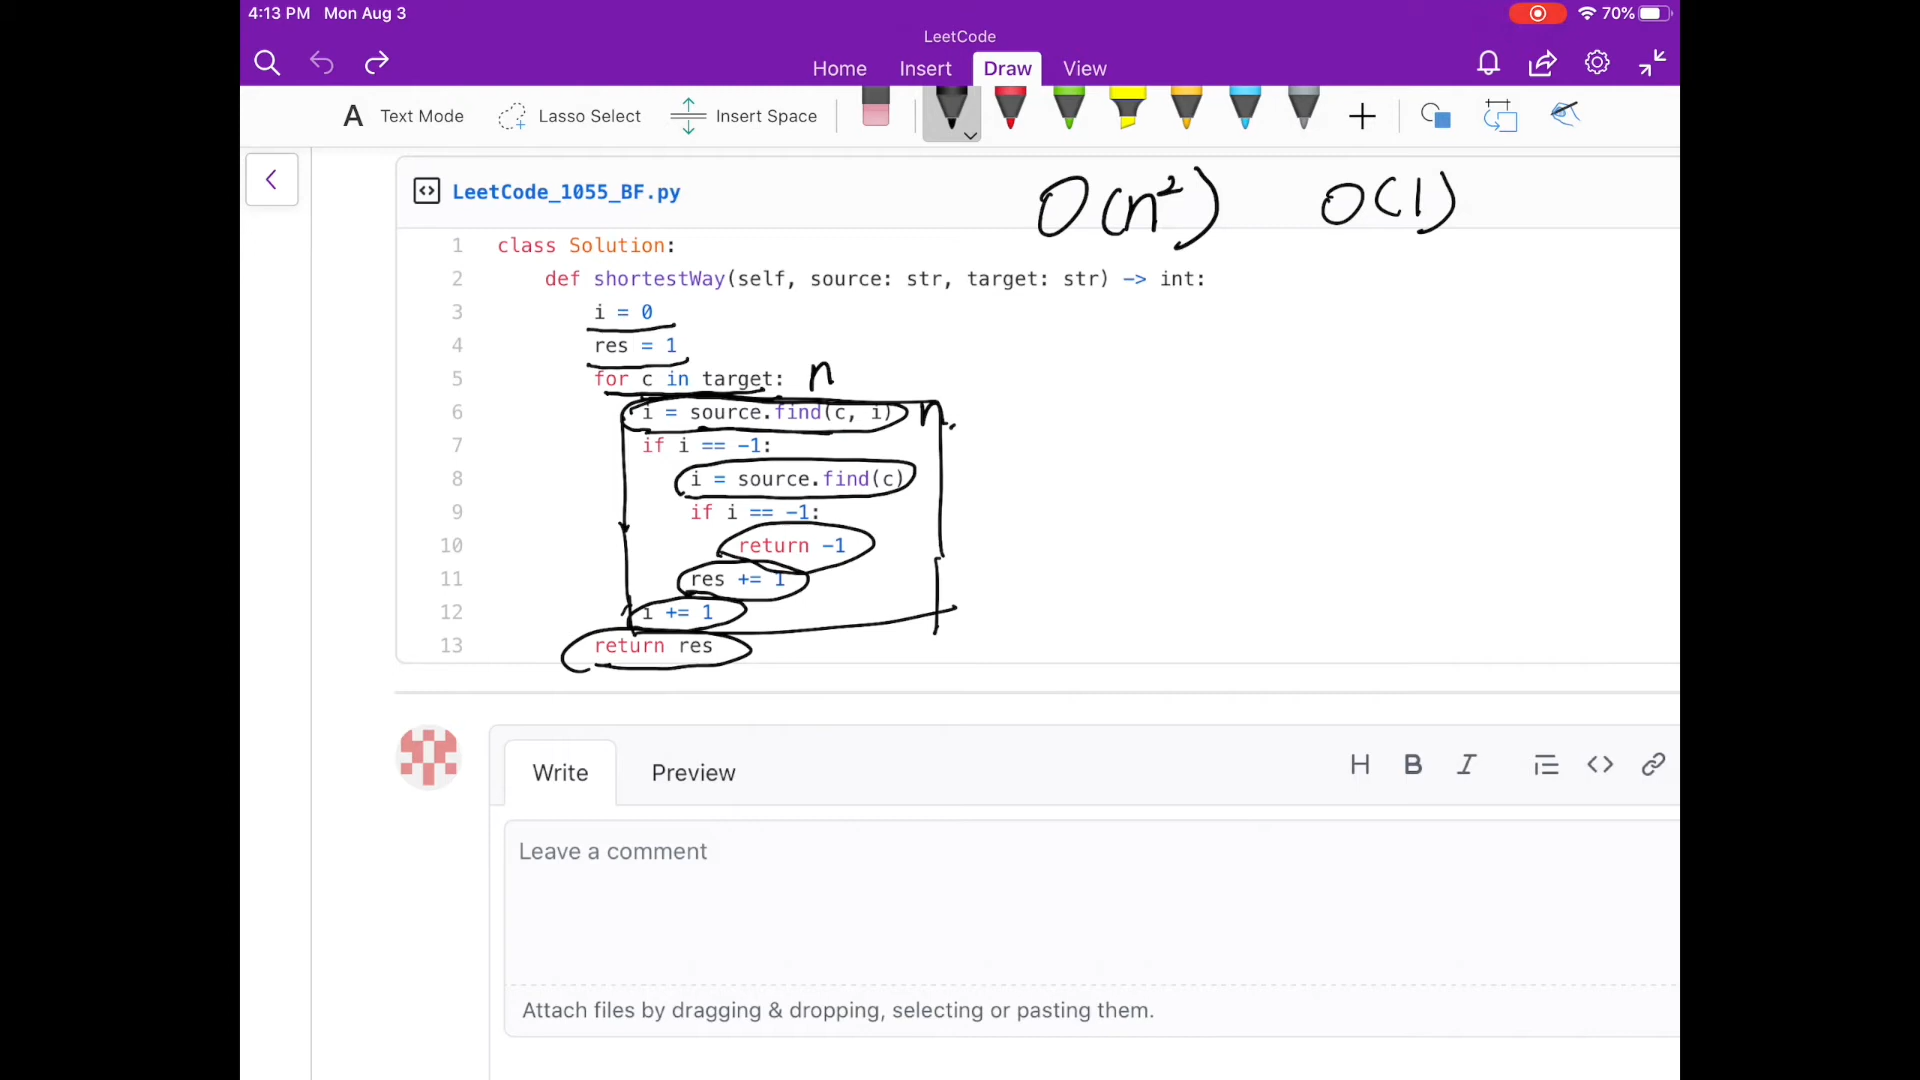 4:13 PM Mon Aug 3
70%
LeetCode
Home Insert Draw View
A Text Mode Lasso Select Insert Space
LeetCode_1055_BF.py
O(n²) O(1)
1 class Solution:
2 def shortestWay(self, source: str, target: str) -> int:
3 i = 0
4 res = 1
5 for c in target: n
6 i = source.find(c, i) n.
7 if i == -1:
8 i = source.find(c)
9 if i == -1:
10 return -1
11 res += 1
12 i += 1
13 return res
Write Preview H B I
Leave a comment
Attach files by dragging & dropping, selecting or pasting them.